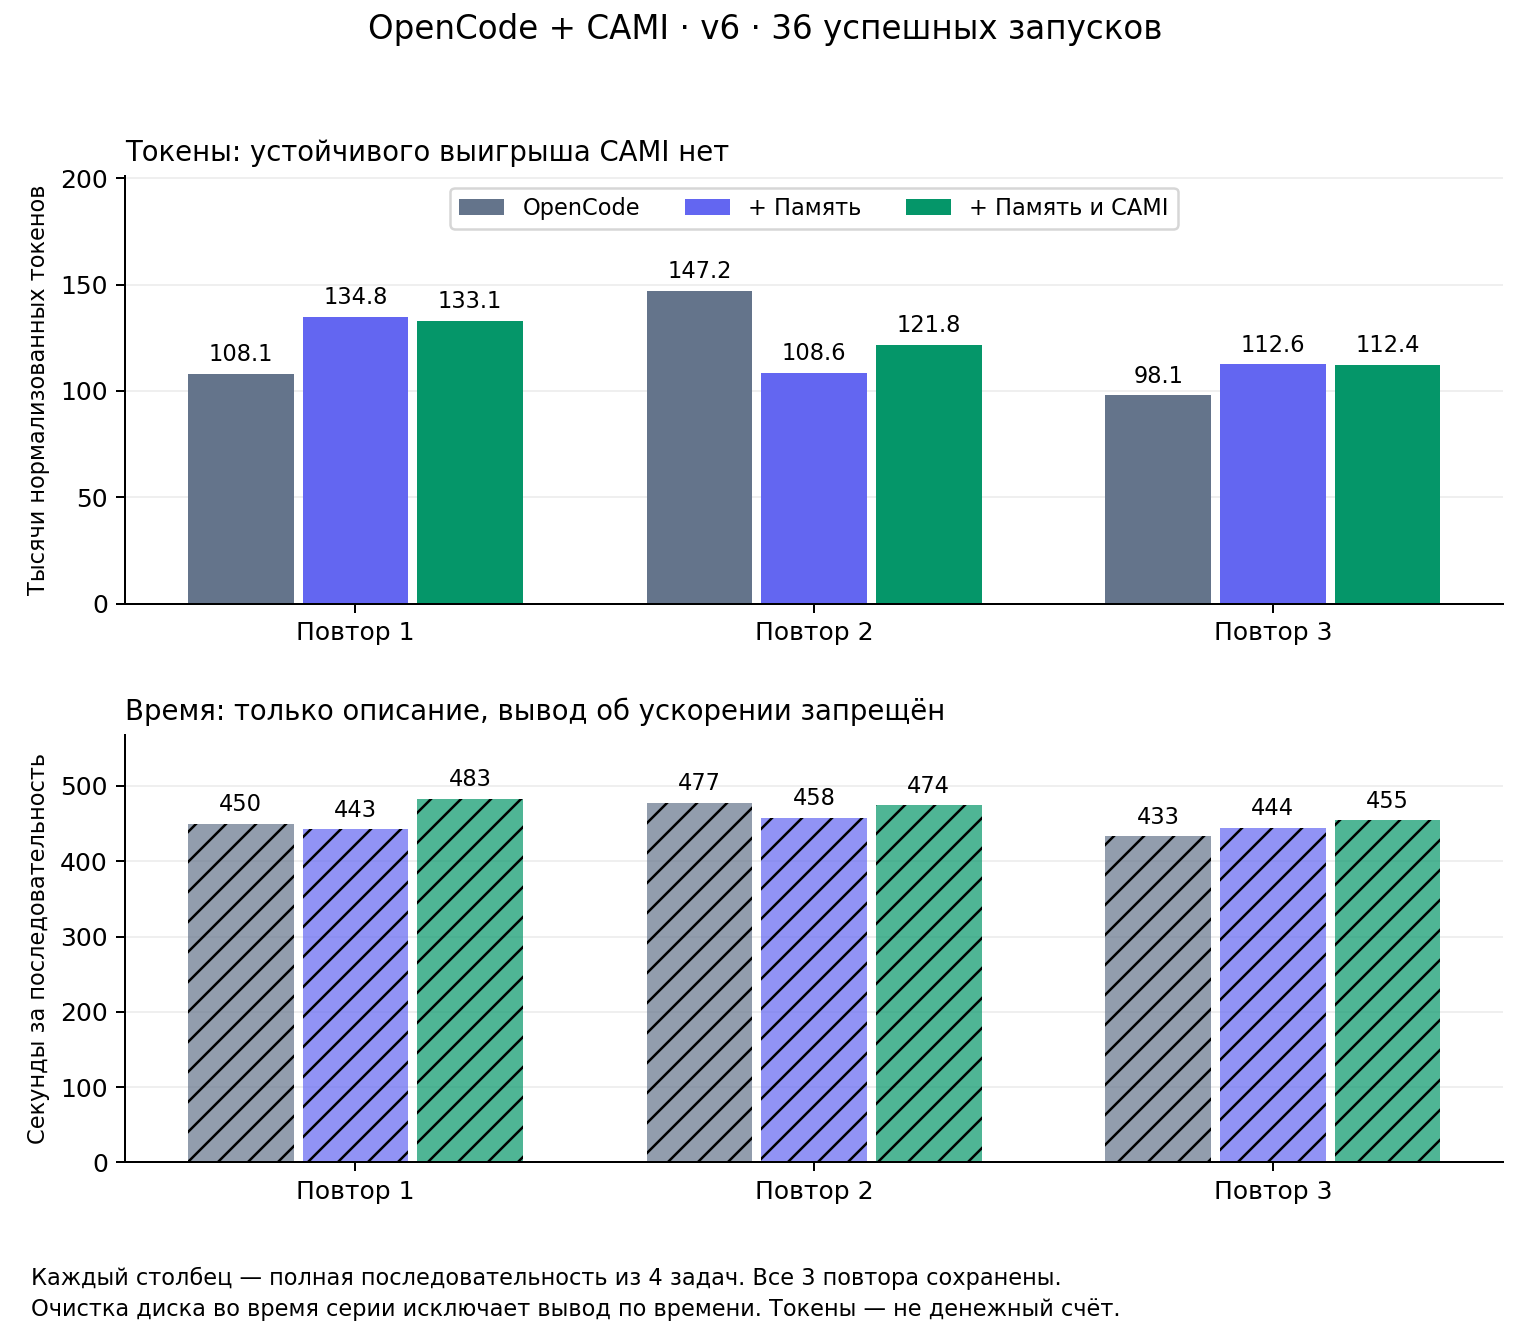 OpenCode + CAMI · v6 · 36 успешных запусков
Токены: устойчивого выигрыша CAMI нет
Тысячи нормализованных токенов
200
150
100
50
0
OpenCode + Память + Память и CAMI
108.1 134.8 133.1 147.2 108.6 121.8 98.1 112.6 112.4
Повтор 1 Повтор 2 Повтор 3
Время: только описание, вывод об ускорении запрещён
Секунды за последовательность
500
400
300
200
100
0
450 443 483 477 458 474 433 444 455
Повтор 1 Повтор 2 Повтор 3
Каждый столбец — полная последовательность из 4 задач. Все 3 повтора сохранены.
Очистка диска во время серии исключает вывод по времени. Токены — не денежный счёт.